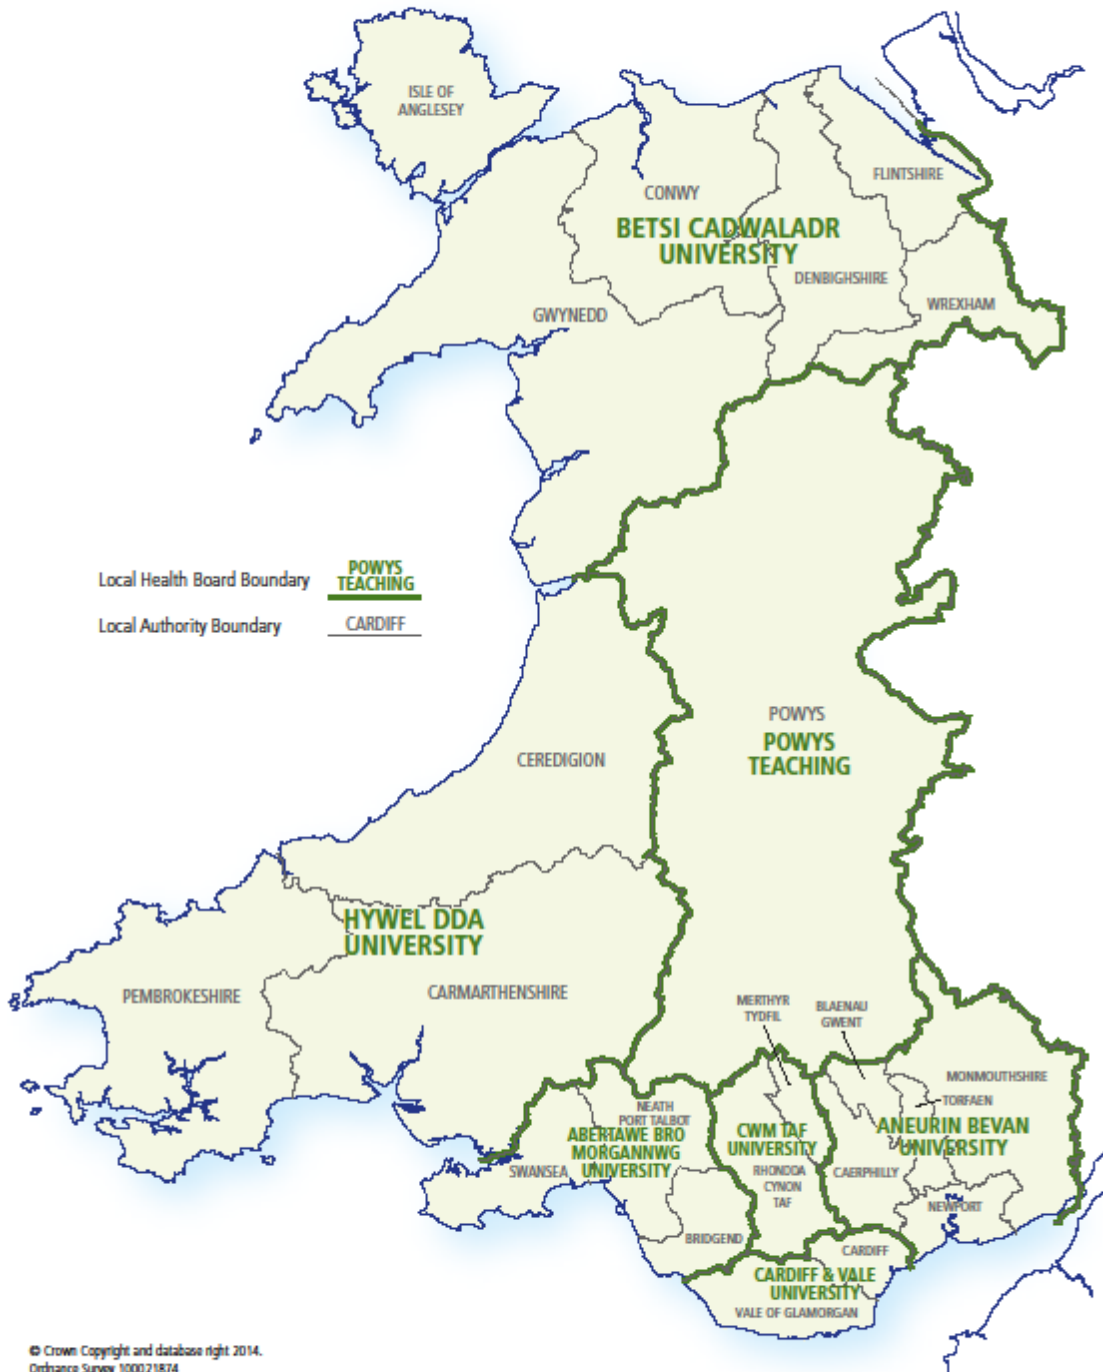 ISLE OF
ANGLESEY
FLINTSHIRE
CONWY
BETSI CADWALADR
UNIVERSITY
DENBIGHSHIRE
WREXHAM
GWYNEDD
Local Health Board Boundary
POWYS
TEACHING
Local Authority Boundary
CARDIFF
POWYS
POWYS
TEACHING
CEREDIGION
HYWEL DDA
UNIVERSITY
PEMBROKESHIRE
CARMARTHENSHIRE
MERTHYR
TYDFIL
BLAENAU
GWENT
MONMOUTHSHIRE
TORFAEN
NEATH
PORT TALBOT
ABERTAWE BRO
MORGANNWG
UNIVERSITY
SWANSEA
CWM TAF
UNIVERSITY
RHONDDA
CYNON
TAF
ANEURIN BEVAN
UNIVERSITY
CAERPHILLY
NEWPORT
BRIDGEND
CARDIFF
CARDIFF & VALE
UNIVERSITY
VALE OF GLAMORGAN
© Crown Copyright and database right 2014.
Ordnance Survey 100021874